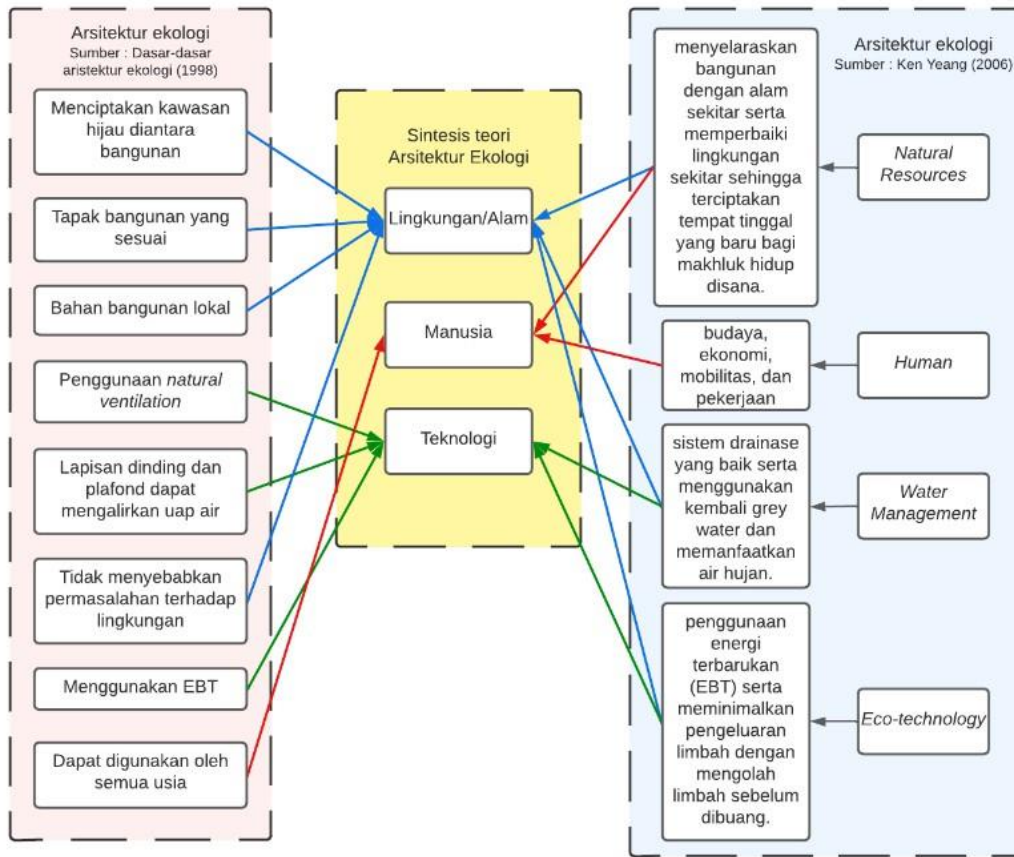 Arsitektur ekologi
Sumber : Dasar-dasar
aristektur ekologi (1998)
Menciptakan kawasan
hijau diantara
bangunan
Tapak bangunan yang
sesuai
Bahan bangunan lokal
Penggunaan natural
ventilation
Lapisan dinding dan
plafond dapat
mengalirkan uap air
Tidak menyebabkan
permasalahan terhadap
lingkungan
Menggunakan EBT
Dapat digunakan oleh
semua usia
Sintesis teori
Arsitektur Ekologi
Lingkungan/Alam
Manusia
Teknologi
menyelaraskan
bangunan
dengan alam
sekitar serta
memperbaiki
lingkungan
sekitar sehingga
terciptakan
tempat tinggal
yang baru bagi
makhluk hidup
disana.
budaya,
ekonomi,
mobilitas, dan
pekerjaan
sistem drainase
yang baik serta
menggunakan
kembali grey
water dan
memanfaatkan
air hujan.
penggunaan
energi
terbarukan
(EBT) serta
meminimalkan
pengeluaran
limbah dengan
mengolah
limbah sebelum
dibuang.
Arsitektur ekologi
Sumber : Ken Yeang (2006)
Natural
Resources
Human
Water
Management
Eco-technology